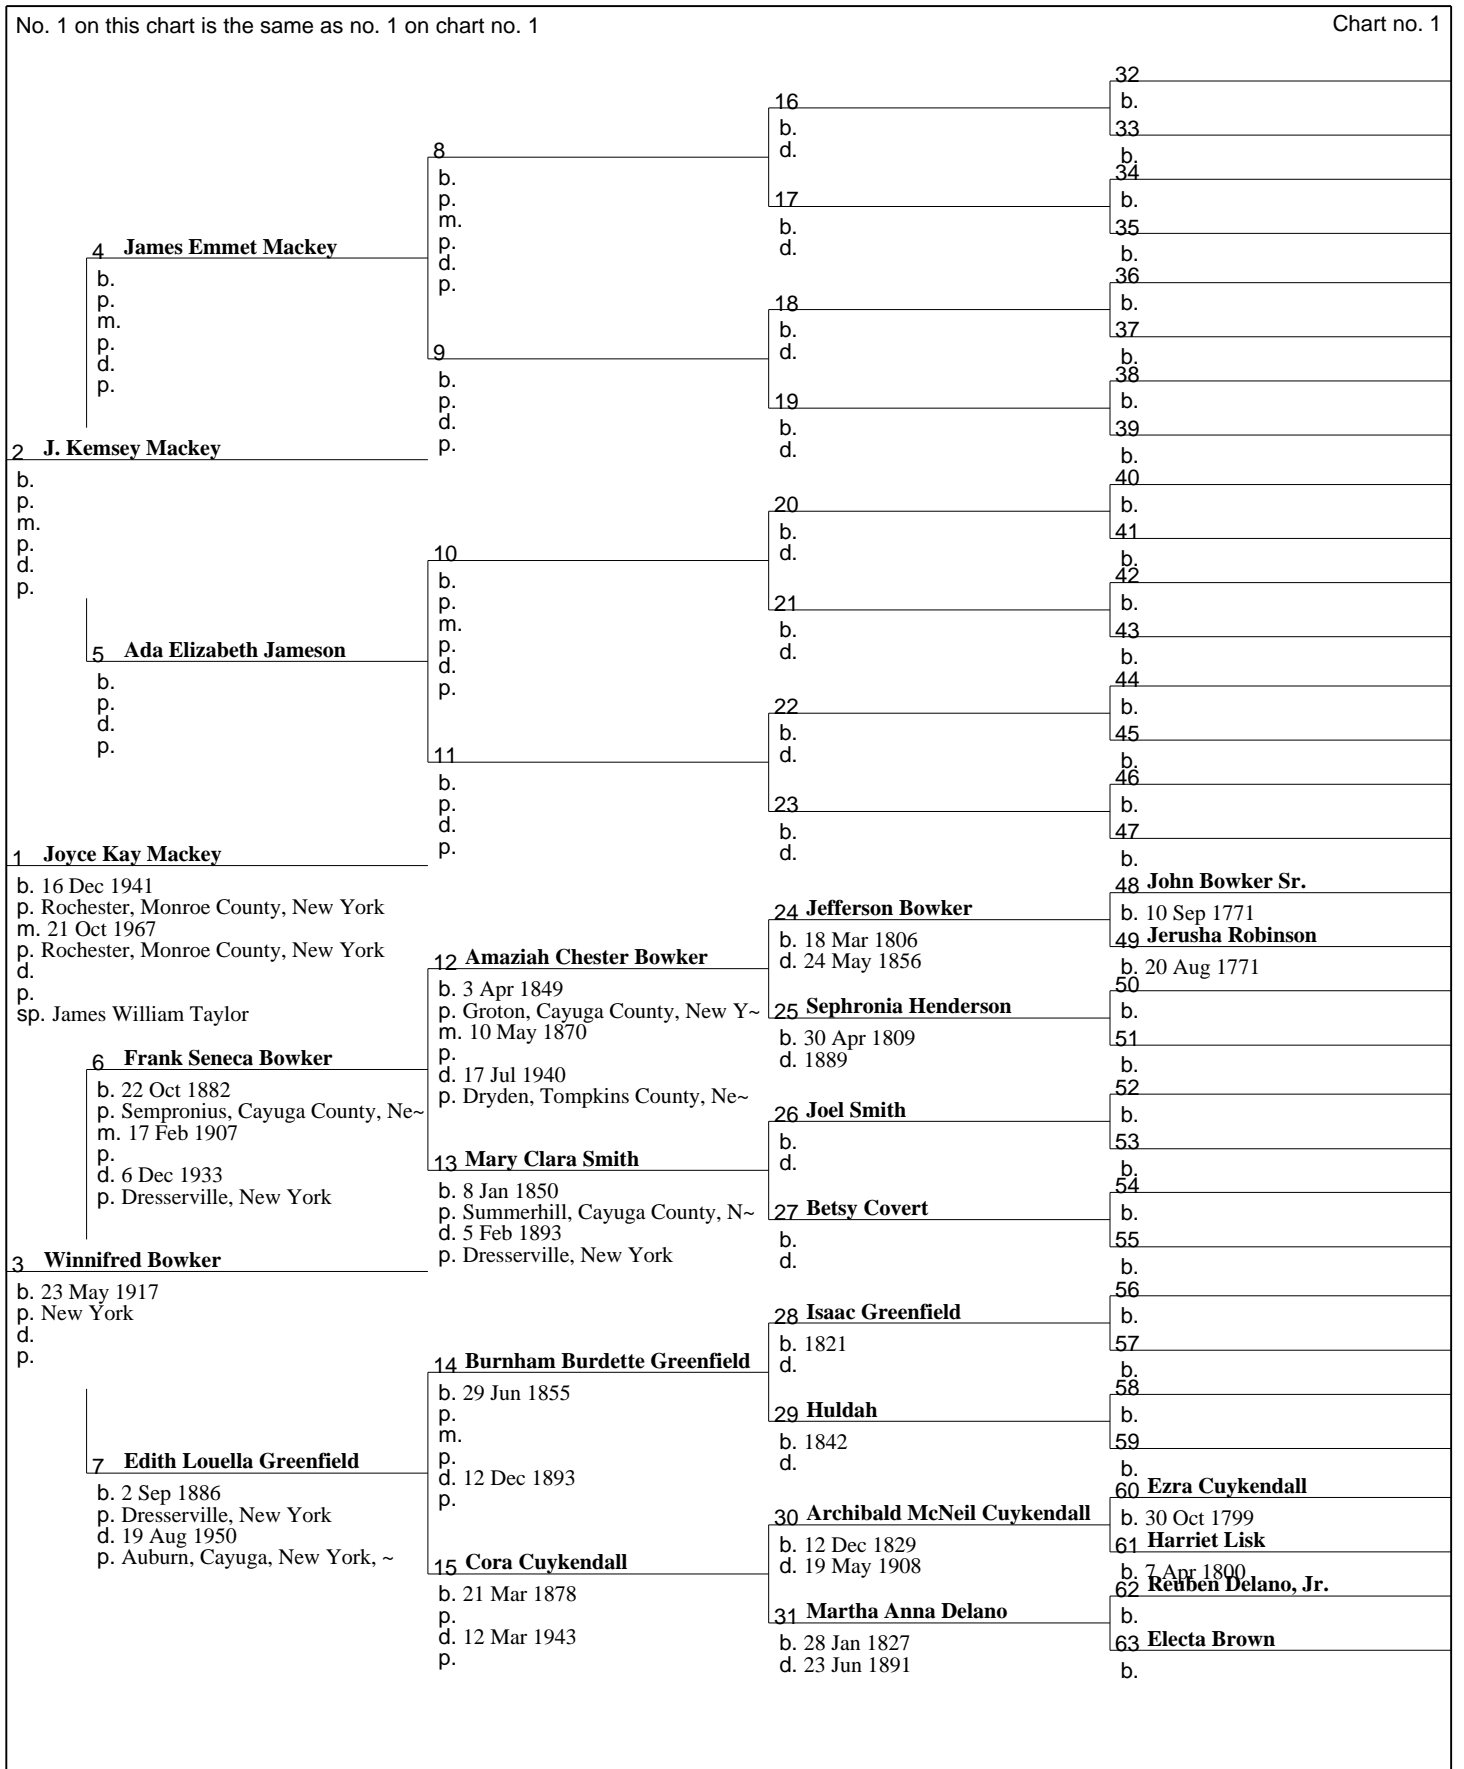 No. 1 on this chart is the same as no. 1 on chart no. 1
Chart no. 1
1 Joyce Kay Mackey
b. 16 Dec 1941
p. Rochester, Monroe County, New York
m. 21 Oct 1967
p. Rochester, Monroe County, New York
d.
p.
sp. James William Taylor
2 J. Kemsey Mackey
b.
p.
m.
p.
d.
p.
3 Winnifred Bowker
b. 23 May 1917
p. New York
d.
p.
4 James Emmet Mackey
b.
p.
m.
p.
d.
p.
5 Ada Elizabeth Jameson
b.
p.
d.
p.
6 Frank Seneca Bowker
b. 22 Oct 1882
p. Sempronius, Cayuga County, Ne~
m. 17 Feb 1907
p.
d. 6 Dec 1933
p. Dresserville, New York
7 Edith Louella Greenfield
b. 2 Sep 1886
p. Dresserville, New York
d. 19 Aug 1950
p. Auburn, Cayuga, New York, ~
8
b.
p.
m.
p.
d.
p.
9
b.
p.
d.
p.
10
b.
p.
m.
p.
d.
p.
11
b.
p.
d.
p.
12 Amaziah Chester Bowker
b. 3 Apr 1849
p. Groton, Cayuga County, New Y~
m. 10 May 1870
p.
d. 17 Jul 1940
p. Dryden, Tompkins County, Ne~
13 Mary Clara Smith
b. 8 Jan 1850
p. Summerhill, Cayuga County, N~
d. 5 Feb 1893
p. Dresserville, New York
14 Burnham Burdette Greenfield
b. 29 Jun 1855
p.
m.
p.
d. 12 Dec 1893
p.
15 Cora Cuykendall
b. 21 Mar 1878
p.
d. 12 Mar 1943
p.
16
b.
d.
17
b.
d.
18
b.
d.
19
b.
d.
20
b.
d.
21
b.
d.
22
b.
d.
23
b.
d.
24 Jefferson Bowker
b. 18 Mar 1806
d. 24 May 1856
25 Sephronia Henderson
b. 30 Apr 1809
d. 1889
26 Joel Smith
b.
d.
27 Betsy Covert
b.
d.
28 Isaac Greenfield
b. 1821
d.
29 Huldah
b. 1842
d.
30 Archibald McNeil Cuykendall
b. 12 Dec 1829
d. 19 May 1908
31 Martha Anna Delano
b. 28 Jan 1827
d. 23 Jun 1891
32
b.
33
b.
34
b.
35
b.
36
b.
37
b.
38
b.
39
b.
40
b.
41
b.
42
b.
43
b.
44
b.
45
b.
46
b.
47
b.
48 John Bowker Sr.
b. 10 Sep 1771
49 Jerusha Robinson
b. 20 Aug 1771
50
b.
51
b.
52
b.
53
b.
54
b.
55
b.
56
b.
57
b.
58
b.
59
b.
60 Ezra Cuykendall
b. 30 Oct 1799
61 Harriet Lisk
b. 7 Apr 1800
62 Reuben Delano, Jr.
b.
63 Electa Brown
b.